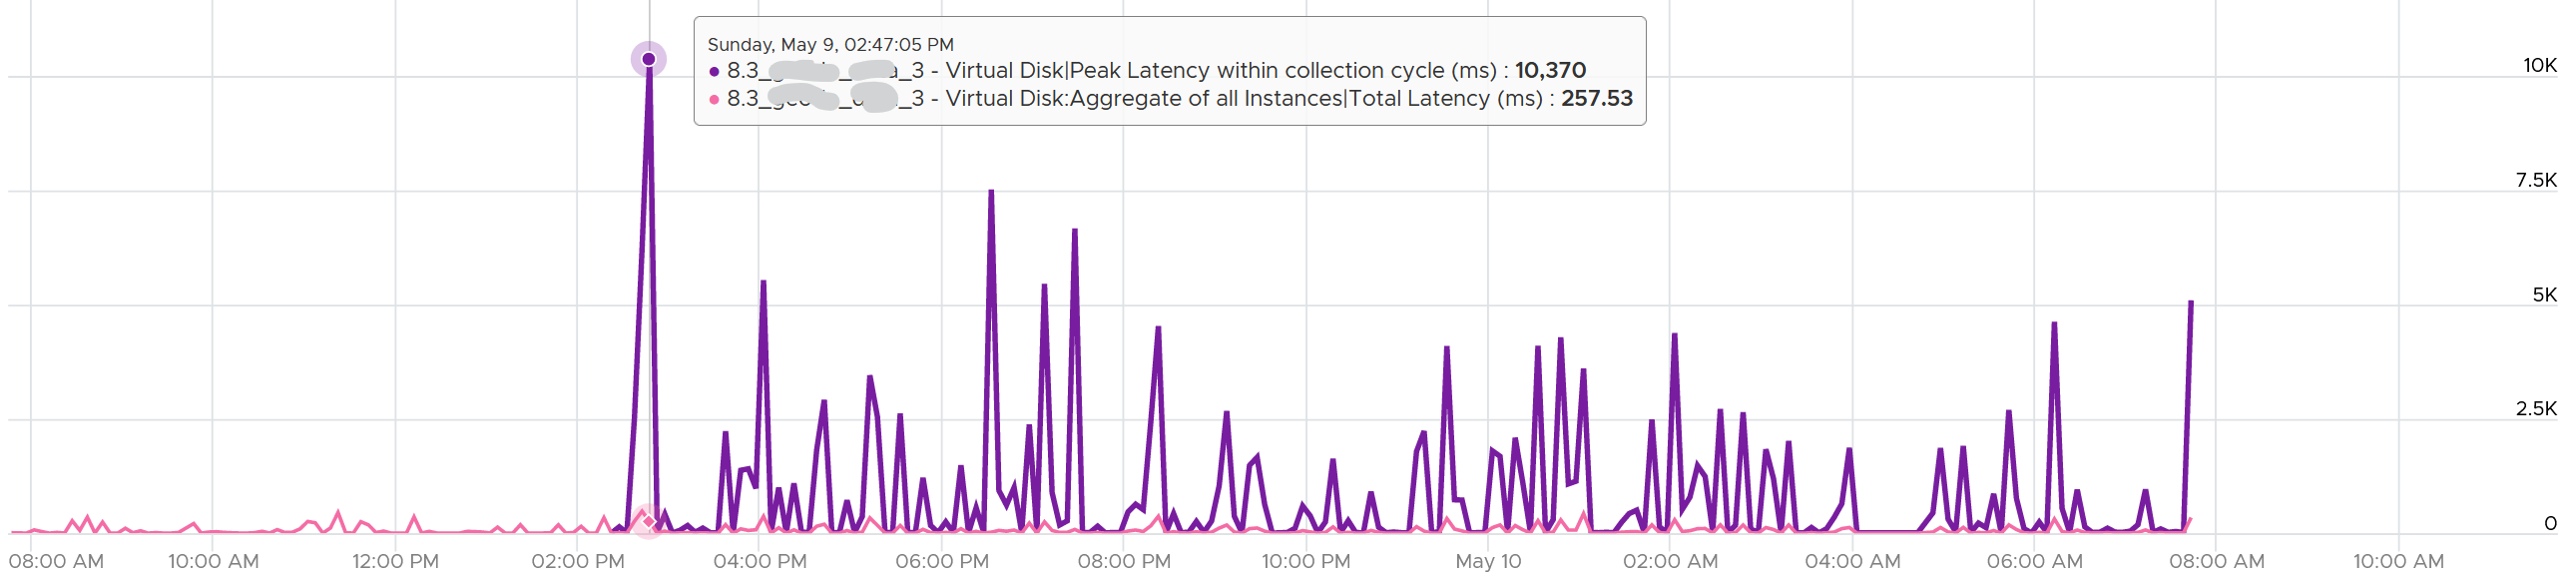 Sunday, May 9, 02:47:05 PM
8.3_ _ a_3 - Virtual Disk|Peak Latency within collection cycle (ms) : 10,370
8.3_ _ _3 - Virtual Disk:Aggregate of all Instances|Total Latency (ms) : 257.53
10K
7.5K
5K
2.5K
0
08:00 AM 10:00 AM 12:00 PM 02:00 PM 04:00 PM 06:00 PM 08:00 PM 10:00 PM May 10 02:00 AM 04:00 AM 06:00 AM 08:00 AM 10:00 AM